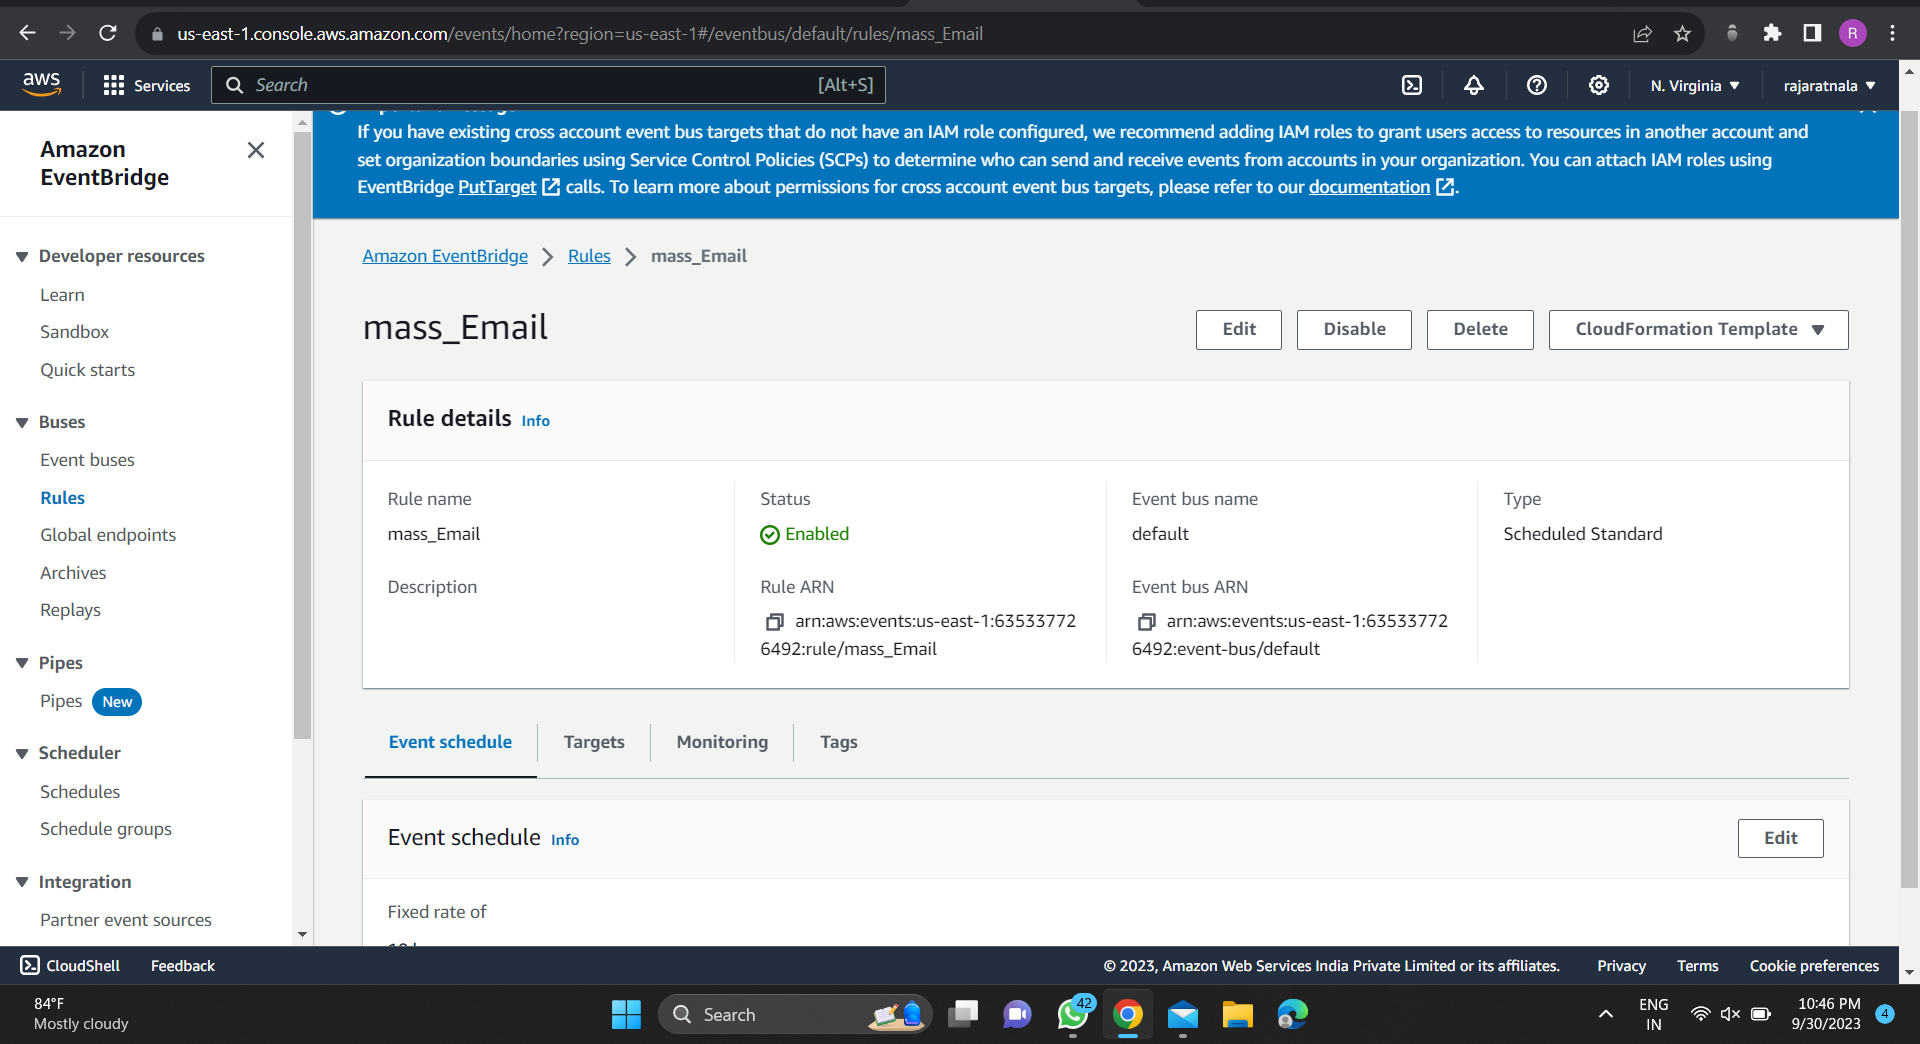 us-east-1.console.aws.amazon.com/events/home?region=us-east-1#/eventbus/default/rules/mass_Email
R
aws
Services
Search
[Alt+S]
N. Virginia
rajaratnala
Amazon
EventBridge
Developer resources
Learn
Sandbox
Quick starts
Buses
Event buses
Rules
Global endpoints
Archives
Replays
Pipes
Pipes New
Scheduler
Schedules
Schedule groups
Integration
Partner event sources
If you have existing cross account event bus targets that do not have an IAM role configured, we recommend adding IAM roles to grant users access to resources in another account and
set organization boundaries using Service Control Policies (SCPs) to determine who can send and receive events from accounts in your organization. You can attach IAM roles using
EventBridge PutTarget calls. To learn more about permissions for cross account event bus targets, please refer to our documentation .
Amazon EventBridge Rules mass_Email
mass_Email
Edit
Disable
Delete
CloudFormation Template
Rule details Info
Rule name
mass_Email
Description
Status
Enabled
Rule ARN
arn:aws:events:us-east-1:63533772
6492:rule/mass_Email
Event bus name
default
Event bus ARN
arn:aws:events:us-east-1:63533772
6492:event-bus/default
Type
Scheduled Standard
Event schedule
Targets
Monitoring
Tags
Event schedule Info
Edit
Fixed rate of
CloudShell
Feedback
© 2023, Amazon Web Services India Private Limited or its affiliates.
Privacy
Terms
Cookie preferences
84°F
Mostly cloudy
Search
42
ENG
IN
10:46 PM
9/30/2023
4